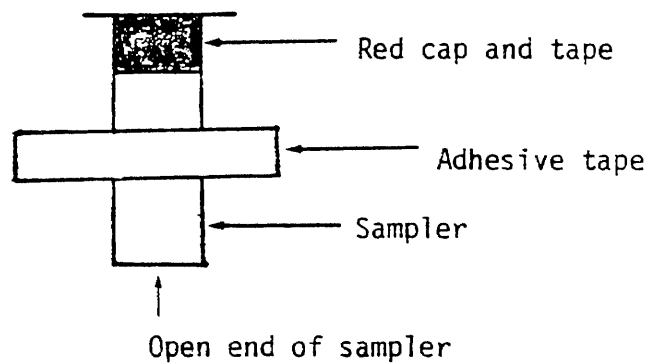 Red cap and tape
Adhesive tape
Sampler
Open end of sampler